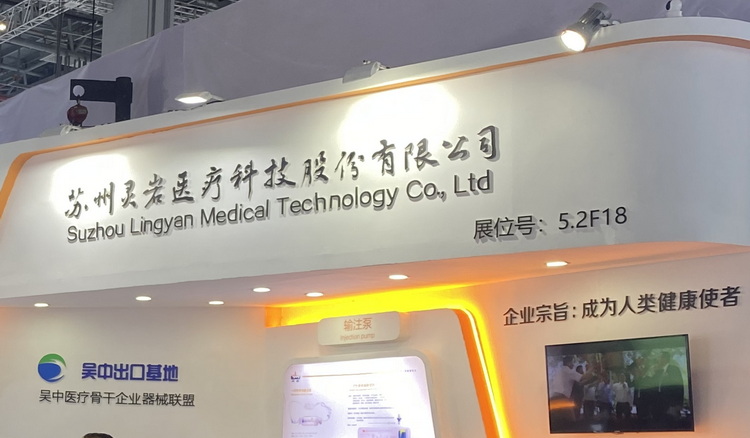 苏州灵岩医疗科技股份有限公司
Suzhou Lingyan Medical Technology Co., Ltd
展位号：5.2F18
企业宗旨：成为人类健康使者
输注泵
Injection pump
吴中出口基地
吴中医疗骨干企业器械联盟